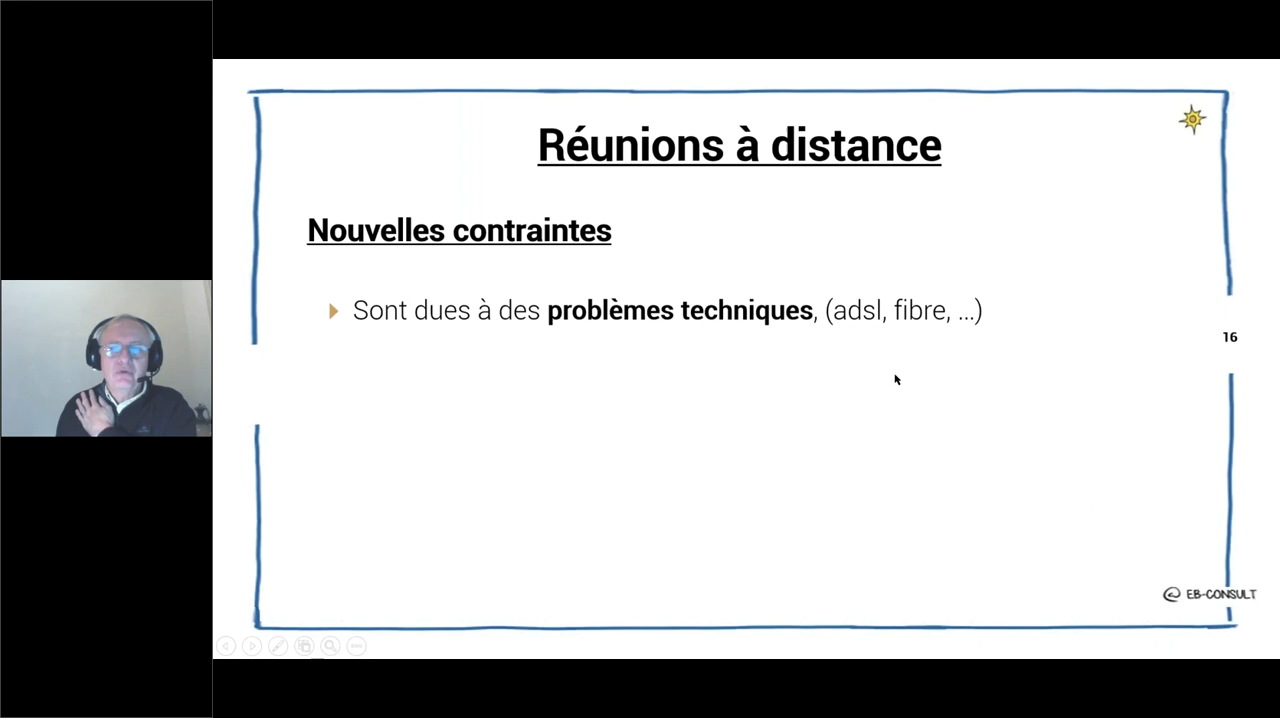 Réunions à distance
Nouvelles contraintes
Sont dues à des problèmes techniques, (adsl, fibre, ...)
16
@ EB-CONSULT